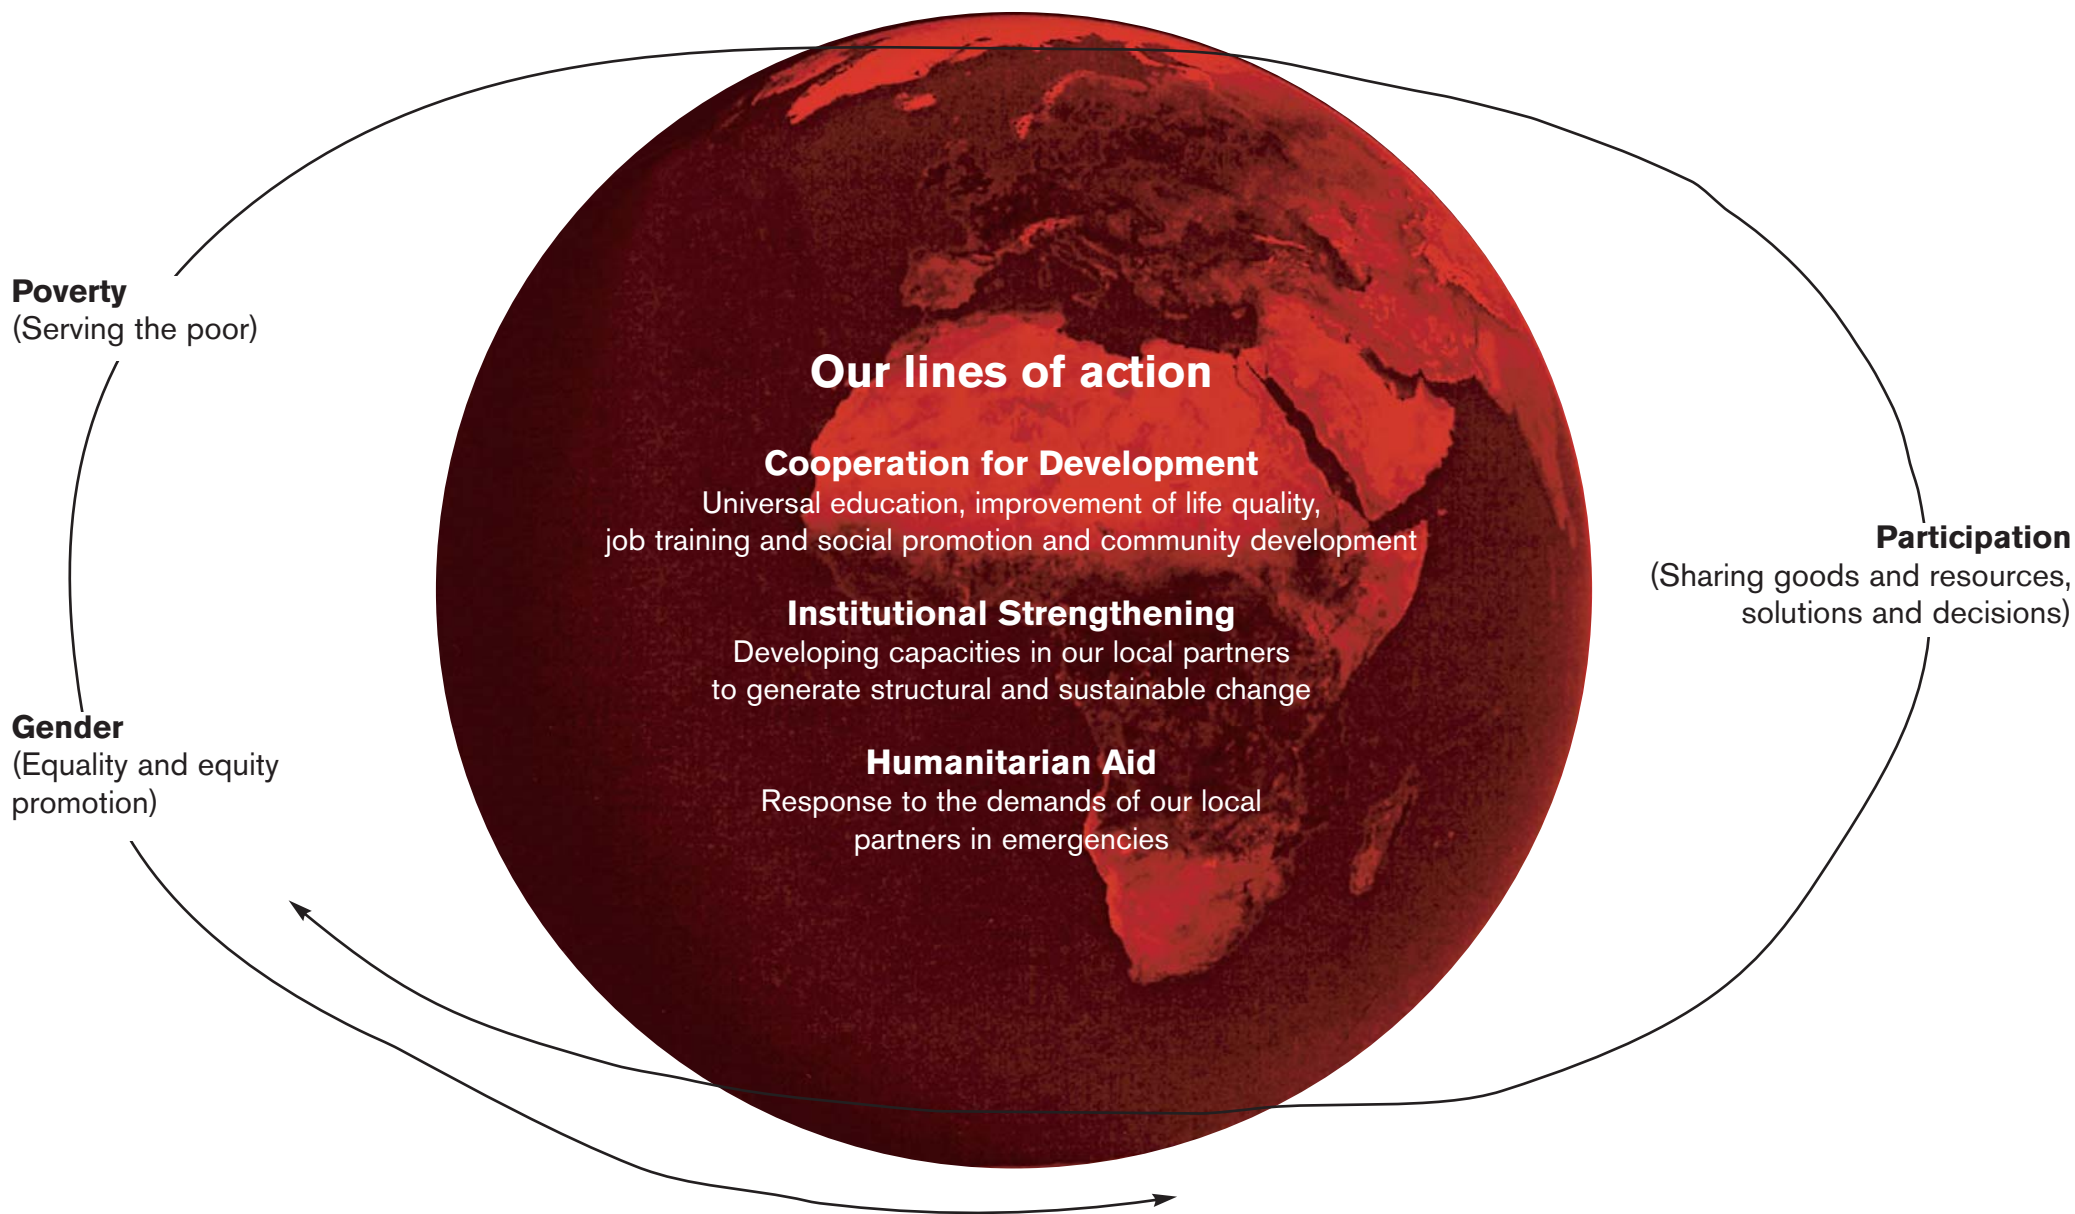 Poverty
(Serving the poor)
Gender
(Equality and equity
promotion)
Our lines of action
Cooperation for Development
Universal education, improvement of life quality,
job training and social promotion and community development
Institutional Strengthening
Developing capacities in our local partners
to generate structural and sustainable change
Humanitarian Aid
Response to the demands of our local
partners in emergencies
Participation
(Sharing goods and resources,
solutions and decisions)